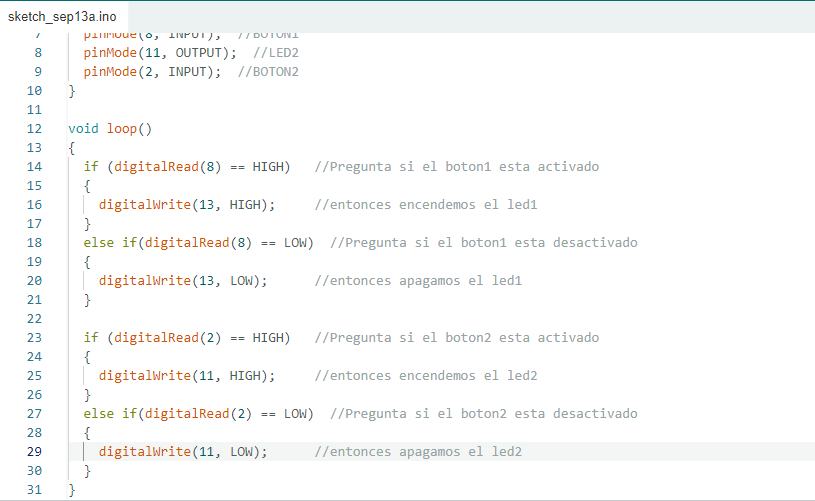 sketch_sep13a.ino
7 pinMode(8, INPUT); //BOTON1
8 pinMode(11, OUTPUT); //LED2
9 pinMode(2, INPUT); //BOTON2
10 }
11
12 void loop()
13 {
14 if (digitalRead(8) == HIGH) //Pregunta si el boton1 esta activado
15 {
16 digitalWrite(13, HIGH); //entonces encendemos el led1
17 }
18 else if(digitalRead(8) == LOW) //Pregunta si el boton1 esta desactivado
19 {
20 digitalWrite(13, LOW); //entonces apagamos el led1
21 }
22
23 if (digitalRead(2) == HIGH) //Pregunta si el boton2 esta activado
24 {
25 digitalWrite(11, HIGH); //entonces encendemos el led2
26 }
27 else if(digitalRead(2) == LOW) //Pregunta si el boton2 esta desactivado
28 {
29 digitalWrite(11, LOW); //entonces apagamos el led2
30 }
31 }